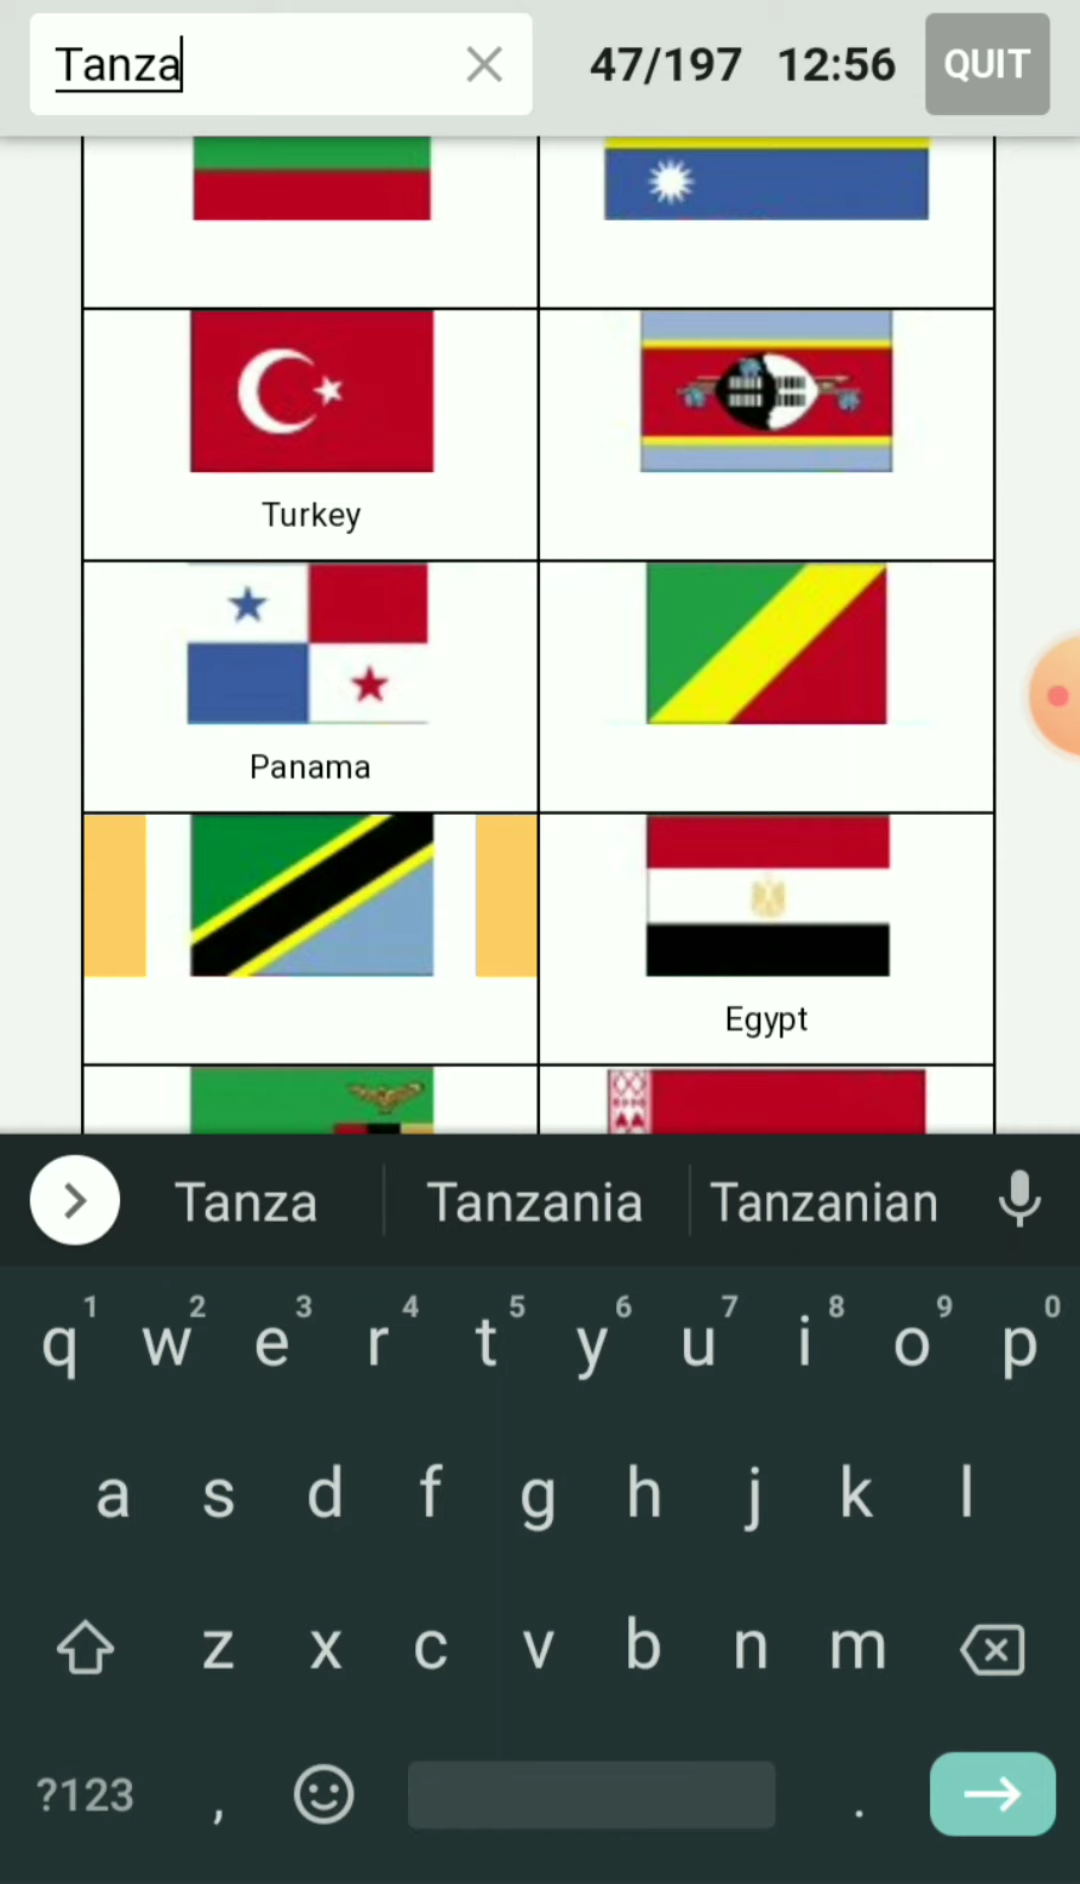 Tanza 47/197 12:56 QUIT
Turkey
Panama
Egypt
Tanza Tanzania Tanzanian
1 2 3 4 5 6 7 8 9 0
q w e r t y u i o p
a s d f g h j k l
z x c v b n m
?123 , .